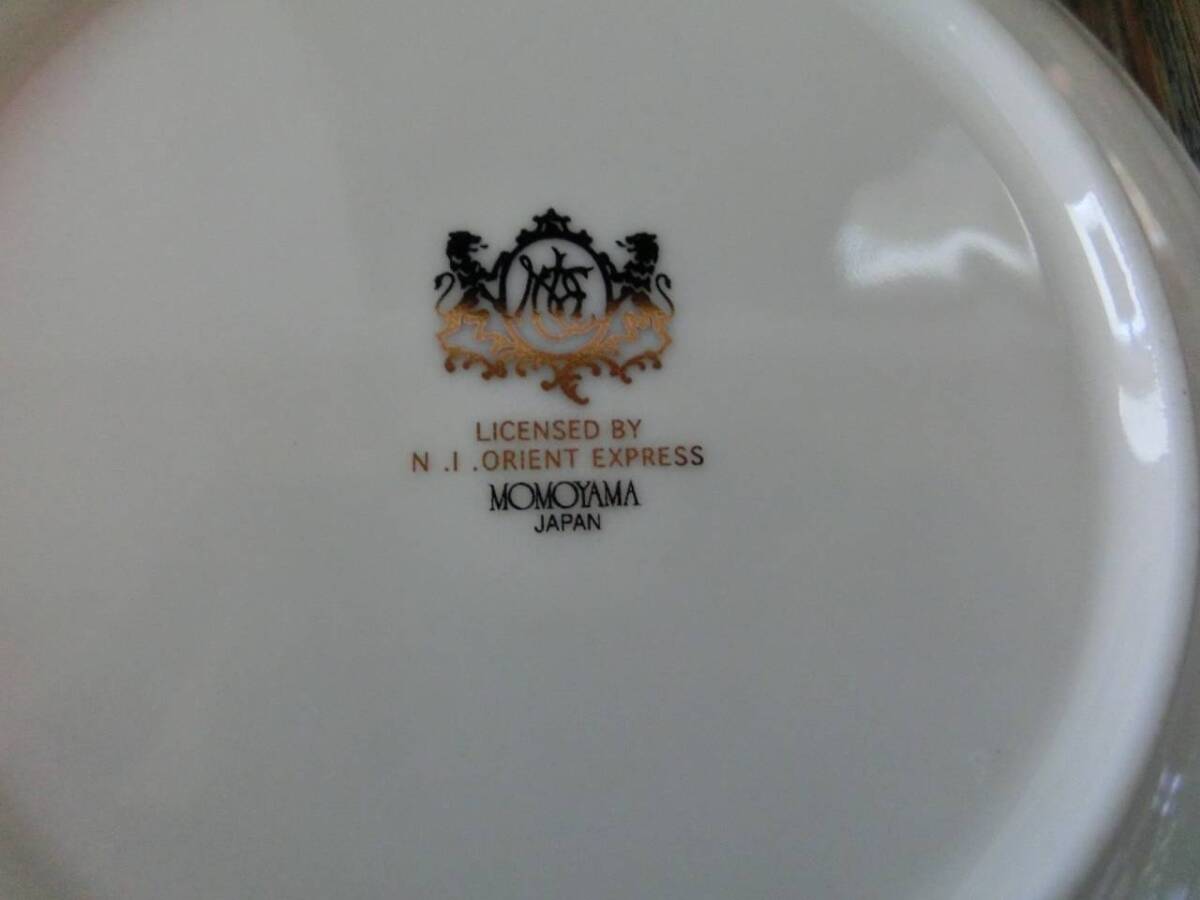 LICENSED BY
N .I .ORIENT EXPRESS
MOMOYAMA
JAPAN